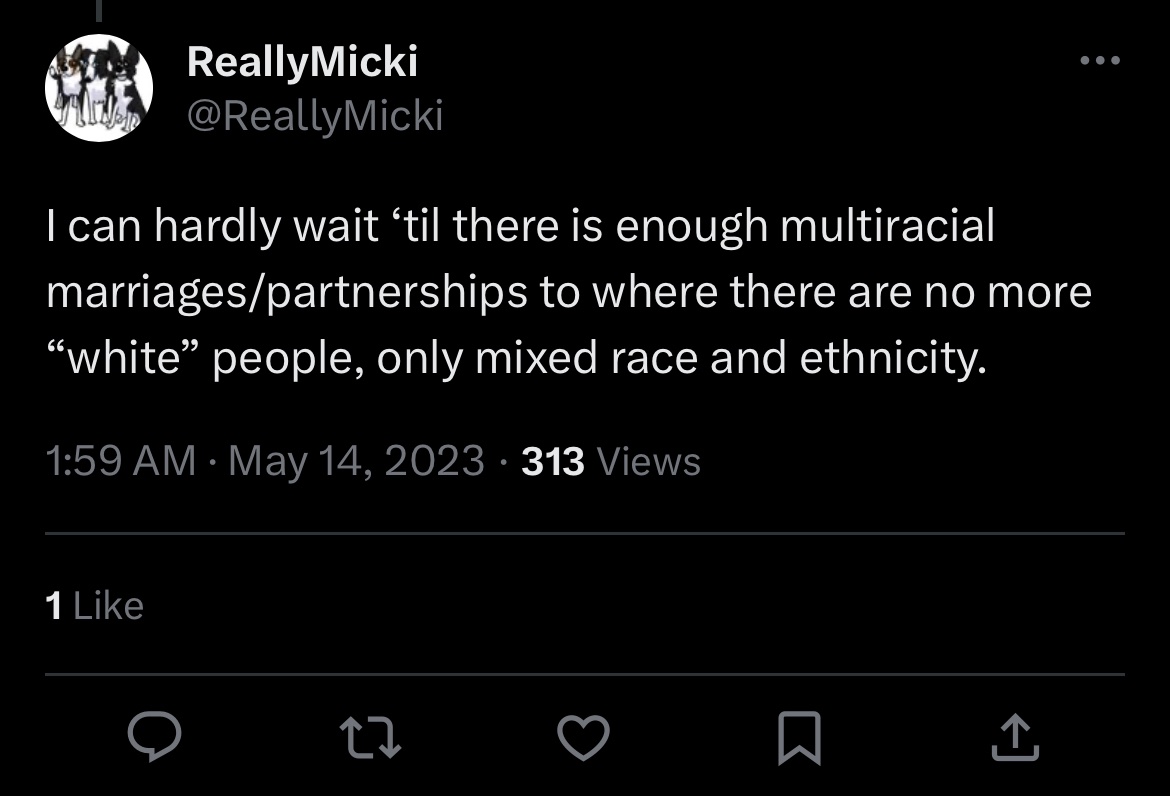 ReallyMicki
@ReallyMicki
I can hardly wait ‘til there is enough multiracial
marriages/partnerships to where there are no more
“white” people, only mixed race and ethnicity.
1:59 AM · May 14, 2023 · 313 Views
1 Like